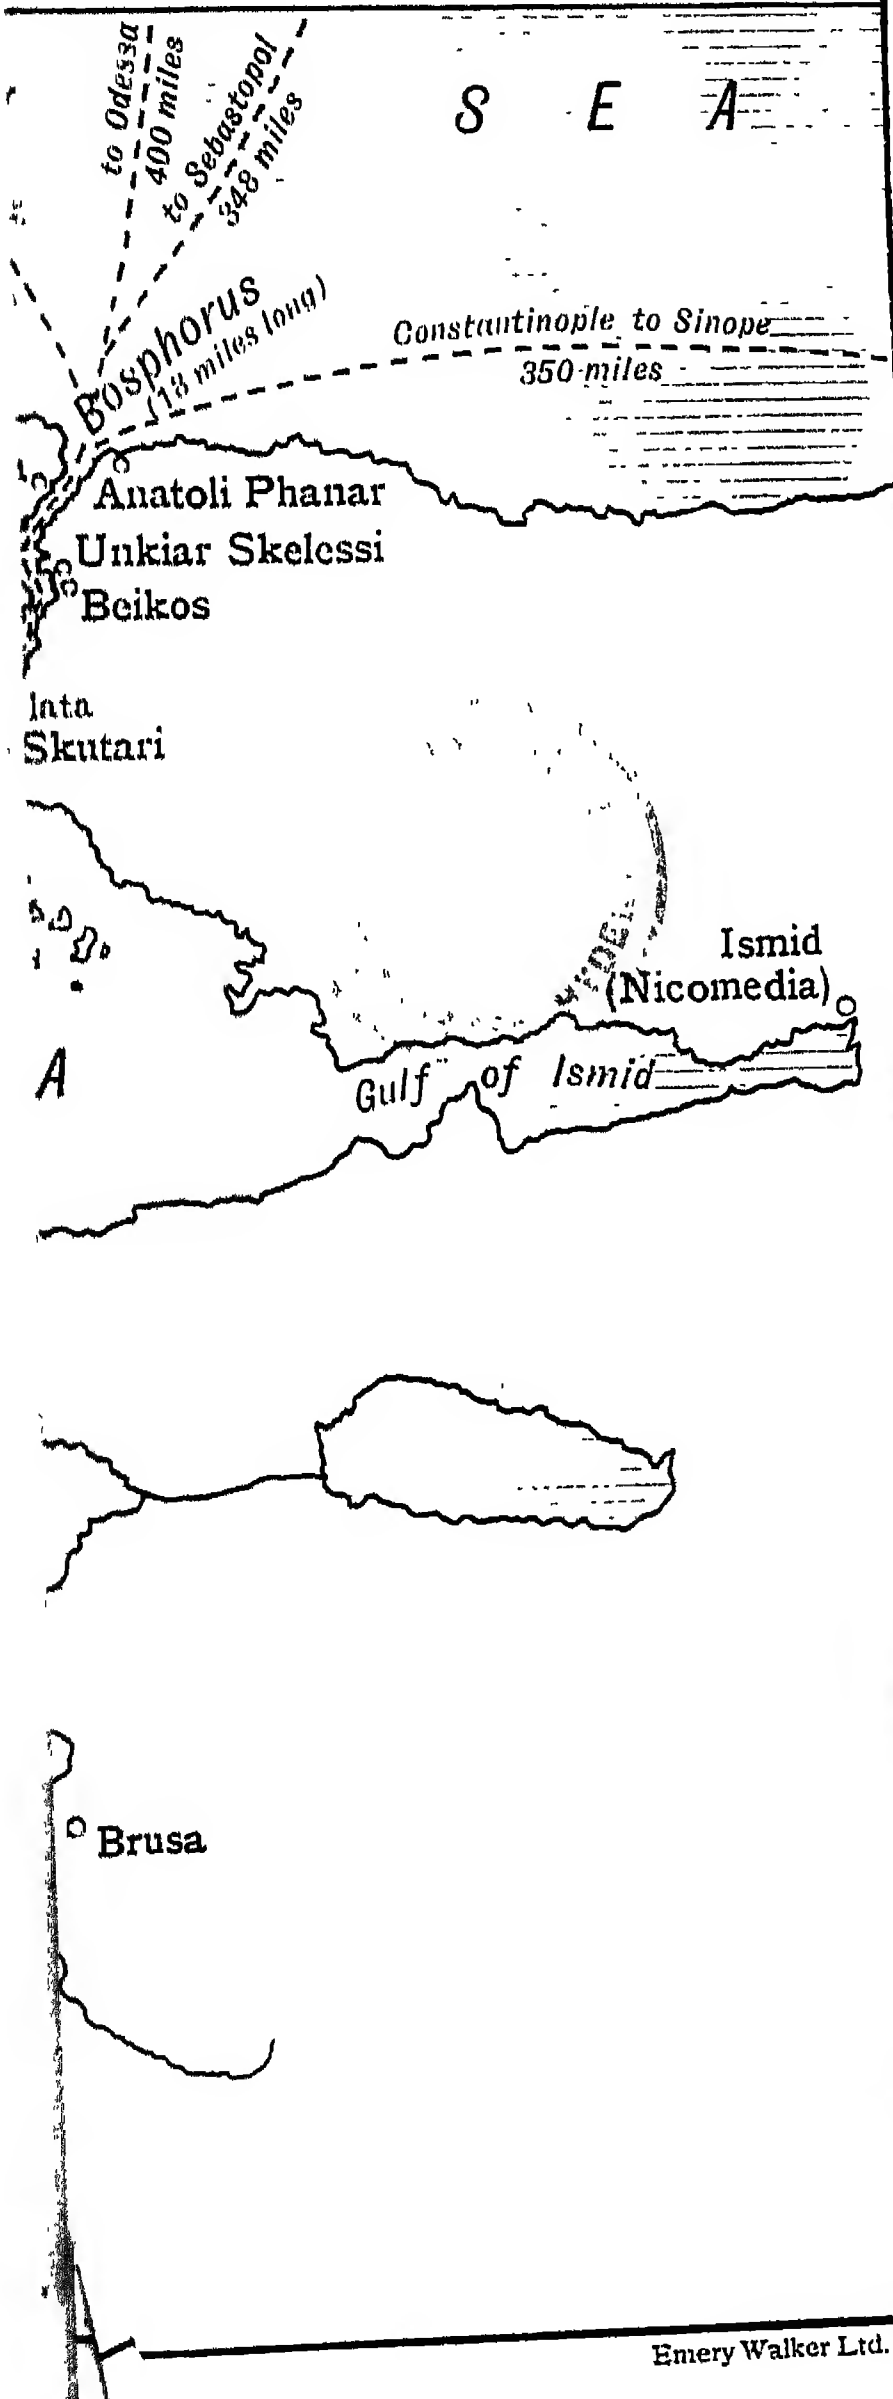 to Odessa
400 miles
to Sebastopol
348 miles
S E A
Bosphorus
(18 miles long)
Constantinople to Sinope
350 miles
Anatoli Phanar
Unkiar Skelessi
Beikos
lata
Skutari
Ismid
(Nicomedia)
A
Gulf of Ismid
Brusa
Emery Walker Ltd.